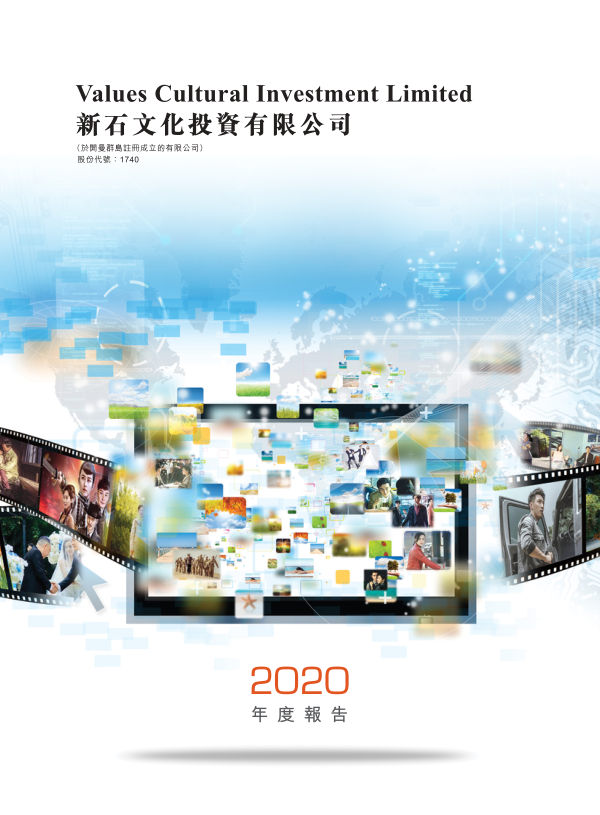 Values Cultural Investment Limited
新石文化投資有限公司
（於開曼群島註冊成立的有限公司）
股份代號：1740
2020
年度報告